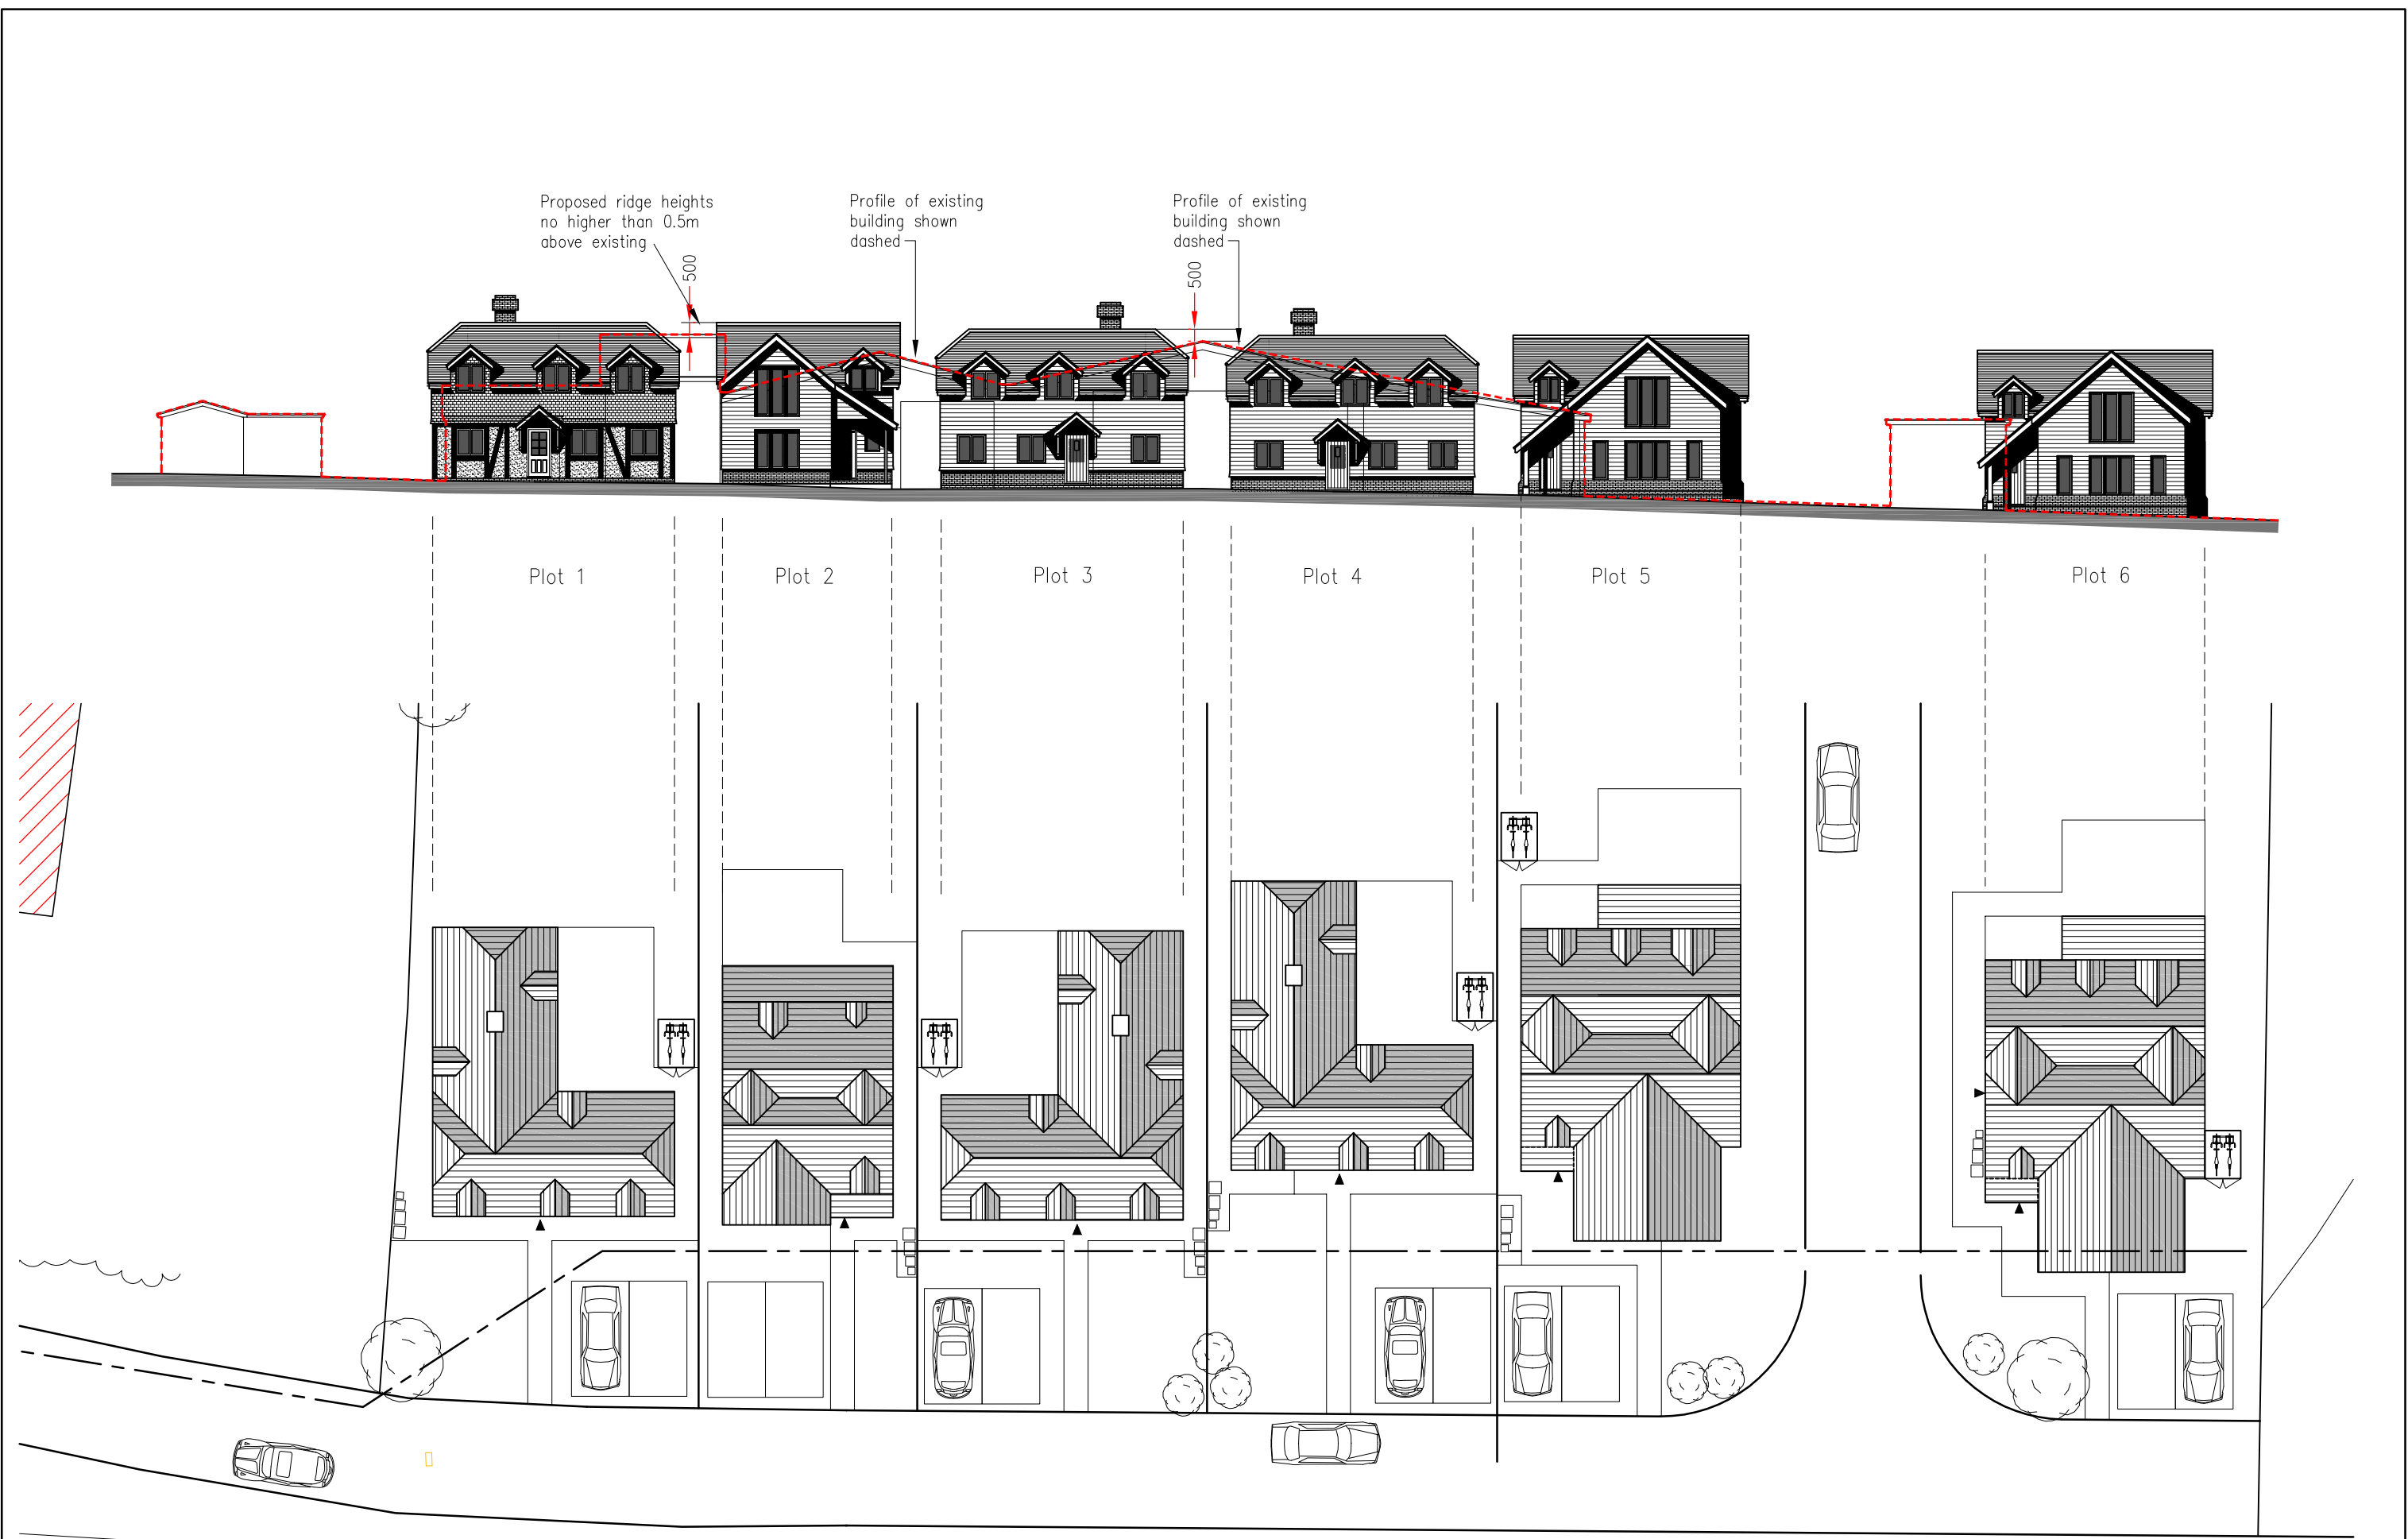 Proposed ridge heights
no higher than 0.5m
above existing
500
Profile of existing
building shown
dashed
500
Profile of existing
building shown
dashed
Plot 1
Plot 2
Plot 3
Plot 4
Plot 5
Plot 6